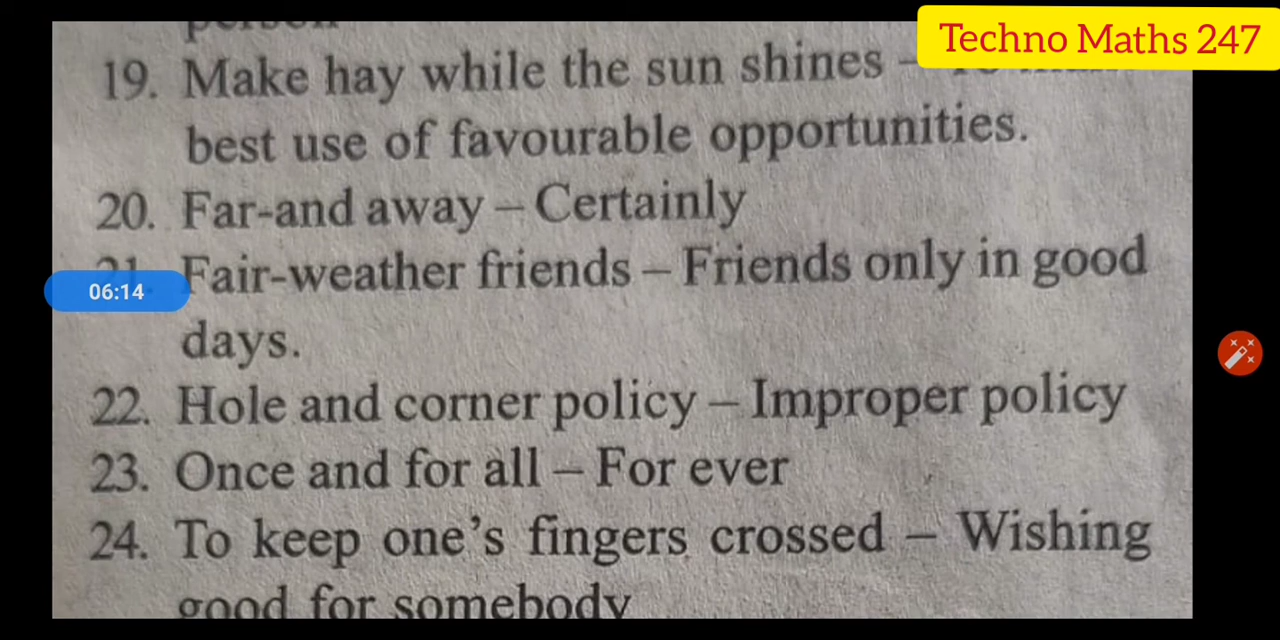 person
Techno Maths 247
19. Make hay while the sun shines –
best use of favourable opportunities.
20. Far-and away – Certainly
21. Fair-weather friends – Friends only in good
06:14
days.
22. Hole and corner policy – Improper policy
23. Once and for all – For ever
24. To keep one's fingers crossed – Wishing
good for somebody